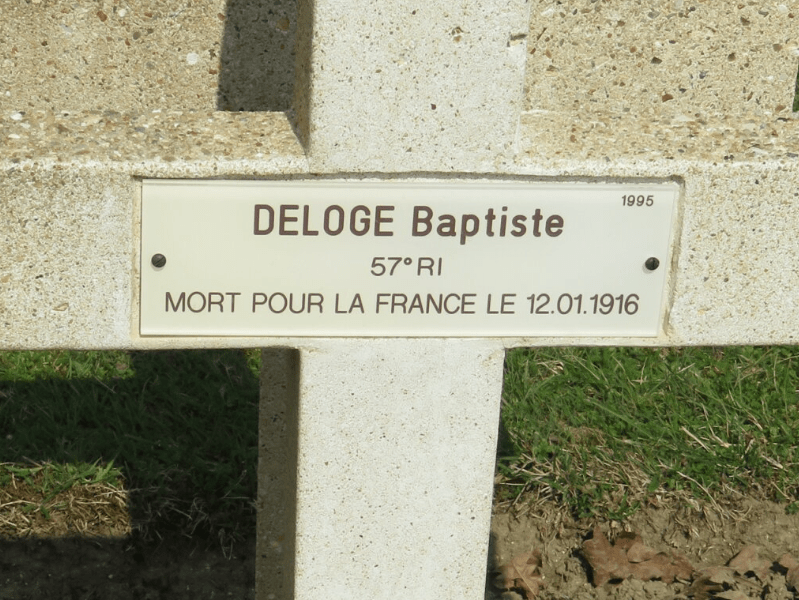 1995
DELOGE Baptiste
57° RI
MORT POUR LA FRANCE LE 12.01.1916